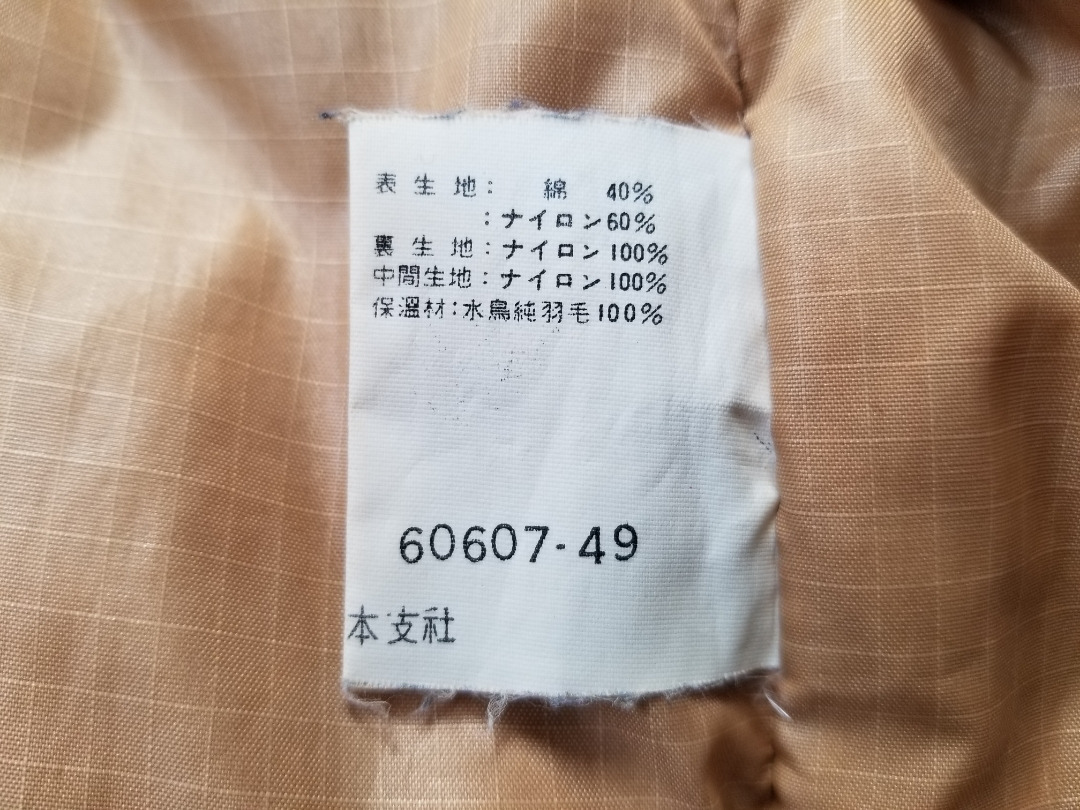 表生地： 綿 40%
：ナイロン60%
裏生地：ナイロン100%
中間生地：ナイロン100%
保温材：水鳥純羽毛100%
60607-49
本支社